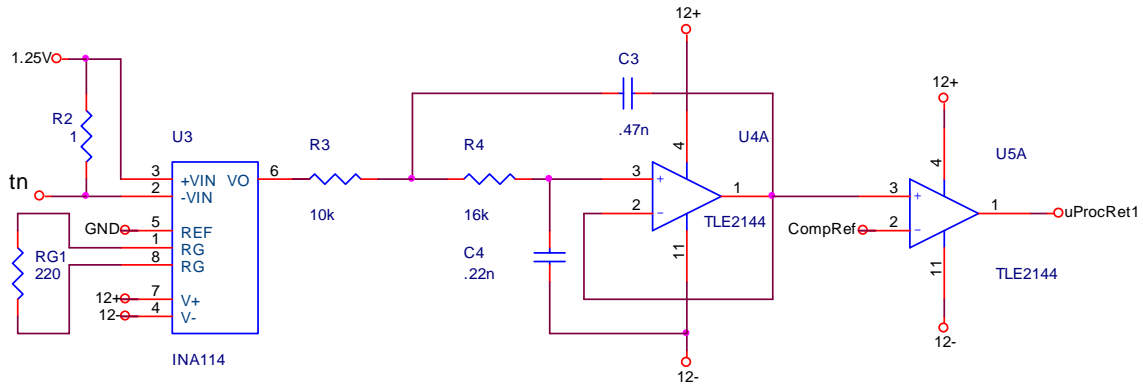 12+
1.25V
C3
12+
R2
1
U3
.47n
R3
R4
4
U4A
4
U5A
tn
3
+VIN
VO
6
3
+
1
3
+
1
uProcRet1
2
-VIN
10k
16k
2
−
TLE2144
CompRef
2
−
GND
5
REF
1
RG
8
RG
RG1
220
C4
.22n
11
11
TLE2144
12+
7
V+
12-
4
V-
12-
INA114
12-